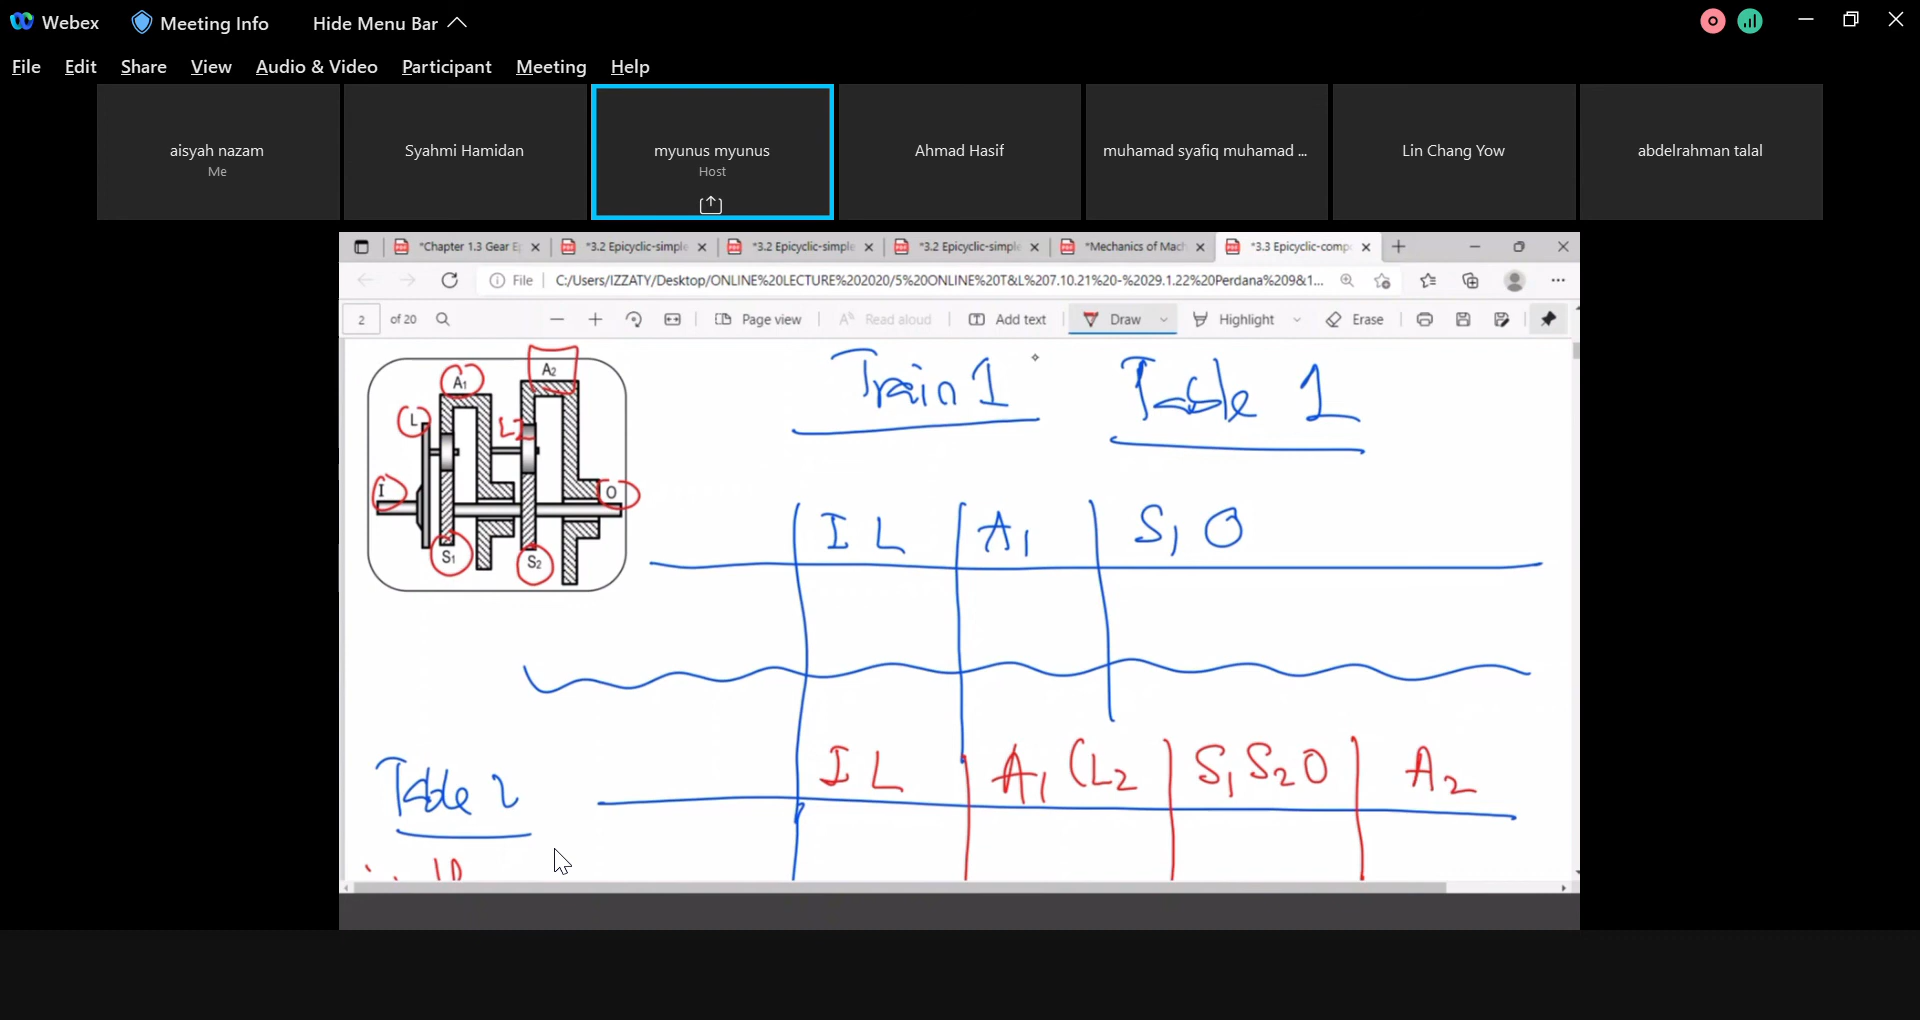 Webex Meeting Info Hide Menu Bar
File Edit Share View Audio & Video Participant Meeting Help
aisyah nazam
Me
Syahmi Hamidan
myunus myunus
Host
Ahmad Hasif
muhamad syafiq muhamad ...
Lin Chang Yow
abdelrahman talal
*Chapter 1.3 Gear E
*3.2 Epicyclic-simple
*3.2 Epicyclic-simple
*3.2 Epicyclic-simple
*Mechanics of Mach
*3.3 Epicyclic-comp
File C:/Users/IZZATY/Desktop/ONLINE%20LECTURE%202020/5%20ONLINE%20T&L%207.10.21%20-%2029.1.22%20Perdana%209&1...
2 of 20 Page view Read aloud Add text Draw Highlight Erase
A1
A2
L
L2
I
O
S1
S2
Train 1 Table 1
I L A1 S1 O
I L A1 (L2 S1 S2 O A2
Table 2